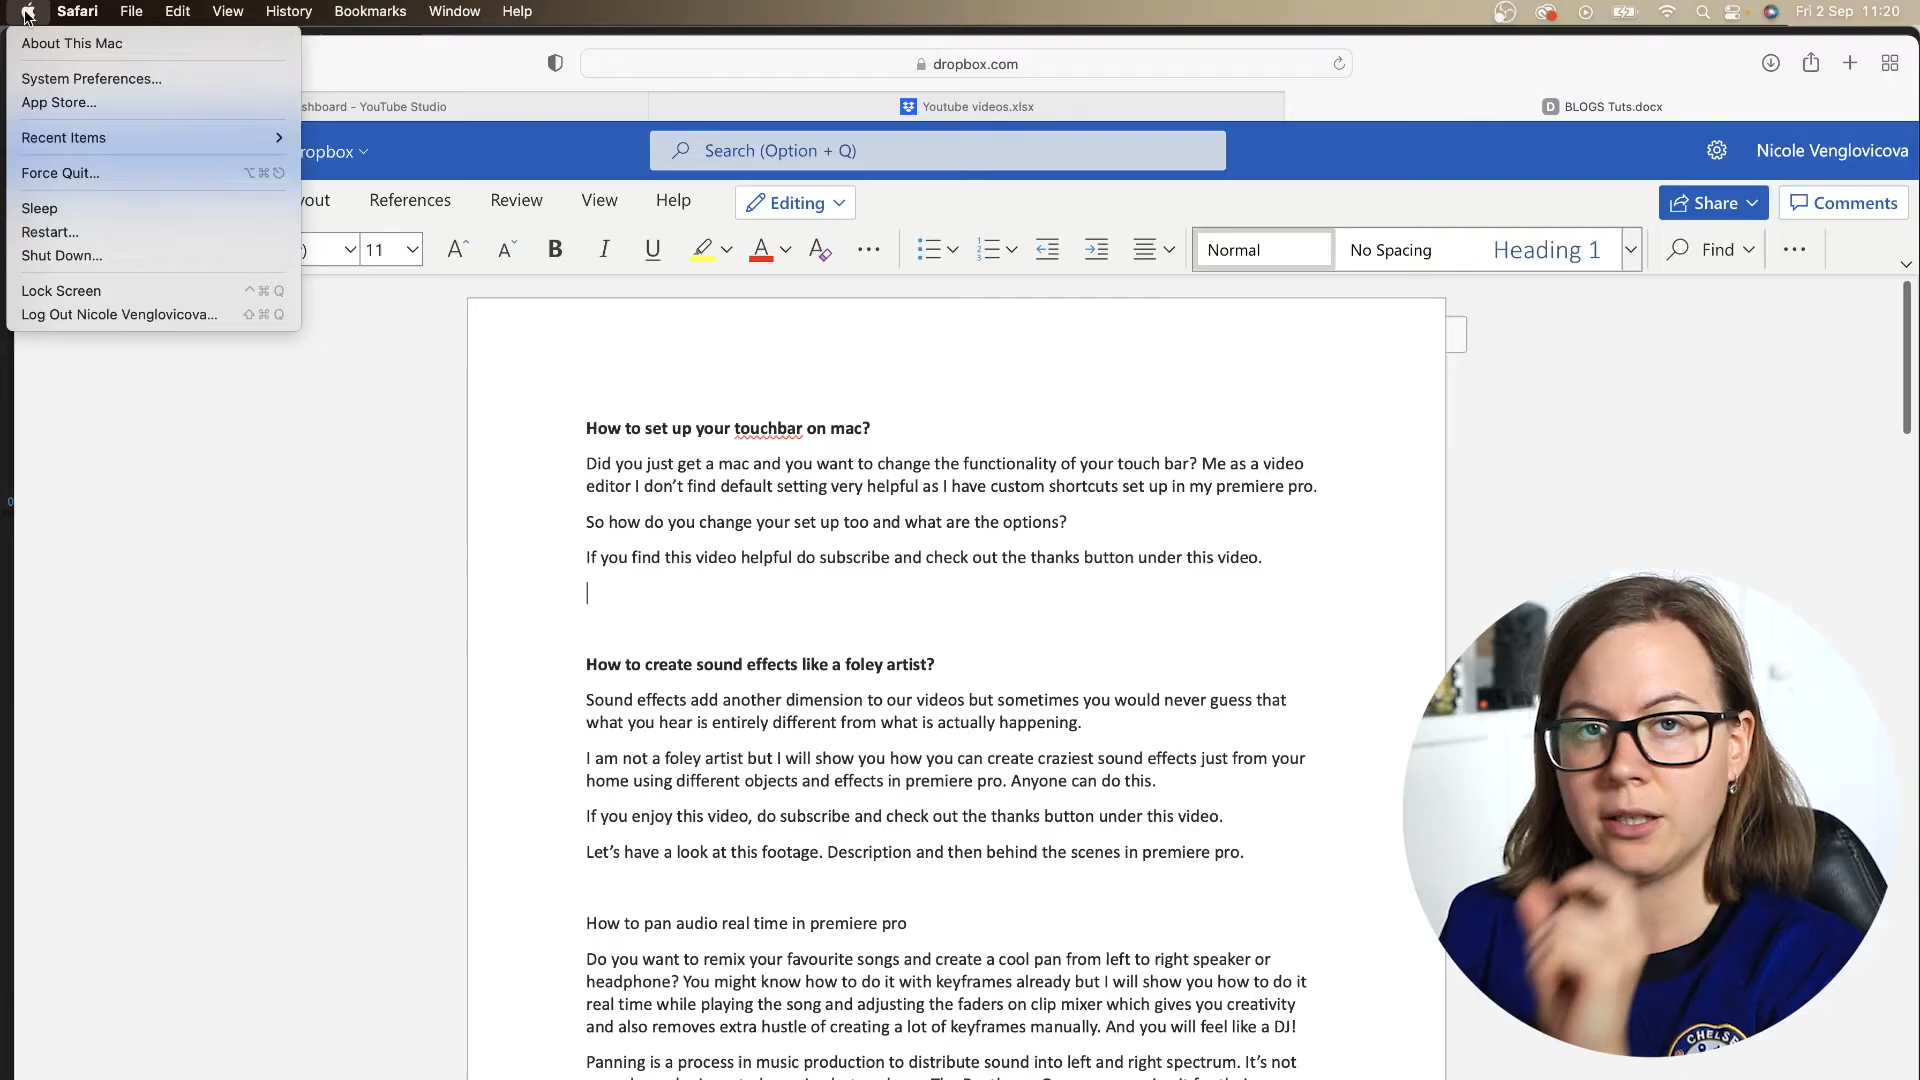 Safari File Edit View History Bookmarks Window Help
Fri 2 Sep 11:20
About This Mac
System Preferences...
App Store...
Recent Items
Force Quit... ⌥⌘⎋
Sleep
Restart...
Shut Down...
Lock Screen ^⌘Q
Log Out Nicole Venglovicova... ⇧⌘Q
dropbox.com
shboard - YouTube Studio
Youtube videos.xlsx
D BLOGS Tuts.docx
ropbox
Search (Option + Q)
Nicole Venglovicova
out References Review View Help Editing
Share Comments
) 11 A A B I U A A
Normal No Spacing Heading 1 Find
How to set up your touchbar on mac?
Did you just get a mac and you want to change the functionality of your touch bar? Me as a video
editor I don’t find default setting very helpful as I have custom shortcuts set up in my premiere pro.
So how do you change your set up too and what are the options?
If you find this video helpful do subscribe and check out the thanks button under this video.
How to create sound effects like a foley artist?
Sound effects add another dimension to our videos but sometimes you would never guess that
what you hear is entirely different from what is actually happening.
I am not a foley artist but I will show you how you can create craziest sound effects just from your
home using different objects and effects in premiere pro. Anyone can do this.
If you enjoy this video, do subscribe and check out the thanks button under this video.
Let’s have a look at this footage. Description and then behind the scenes in premiere pro.
How to pan audio real time in premiere pro
Do you want to remix your favourite songs and create a cool pan from left to right speaker or
headphone? You might know how to do it with keyframes already but I will show you how to do it
real time while playing the song and adjusting the faders on clip mixer which gives you creativity
and also removes extra hustle of creating a lot of keyframes manually. And you will feel like a DJ!
Panning is a process in music production to distribute sound into left and right spectrum. It’s not
CHELSE